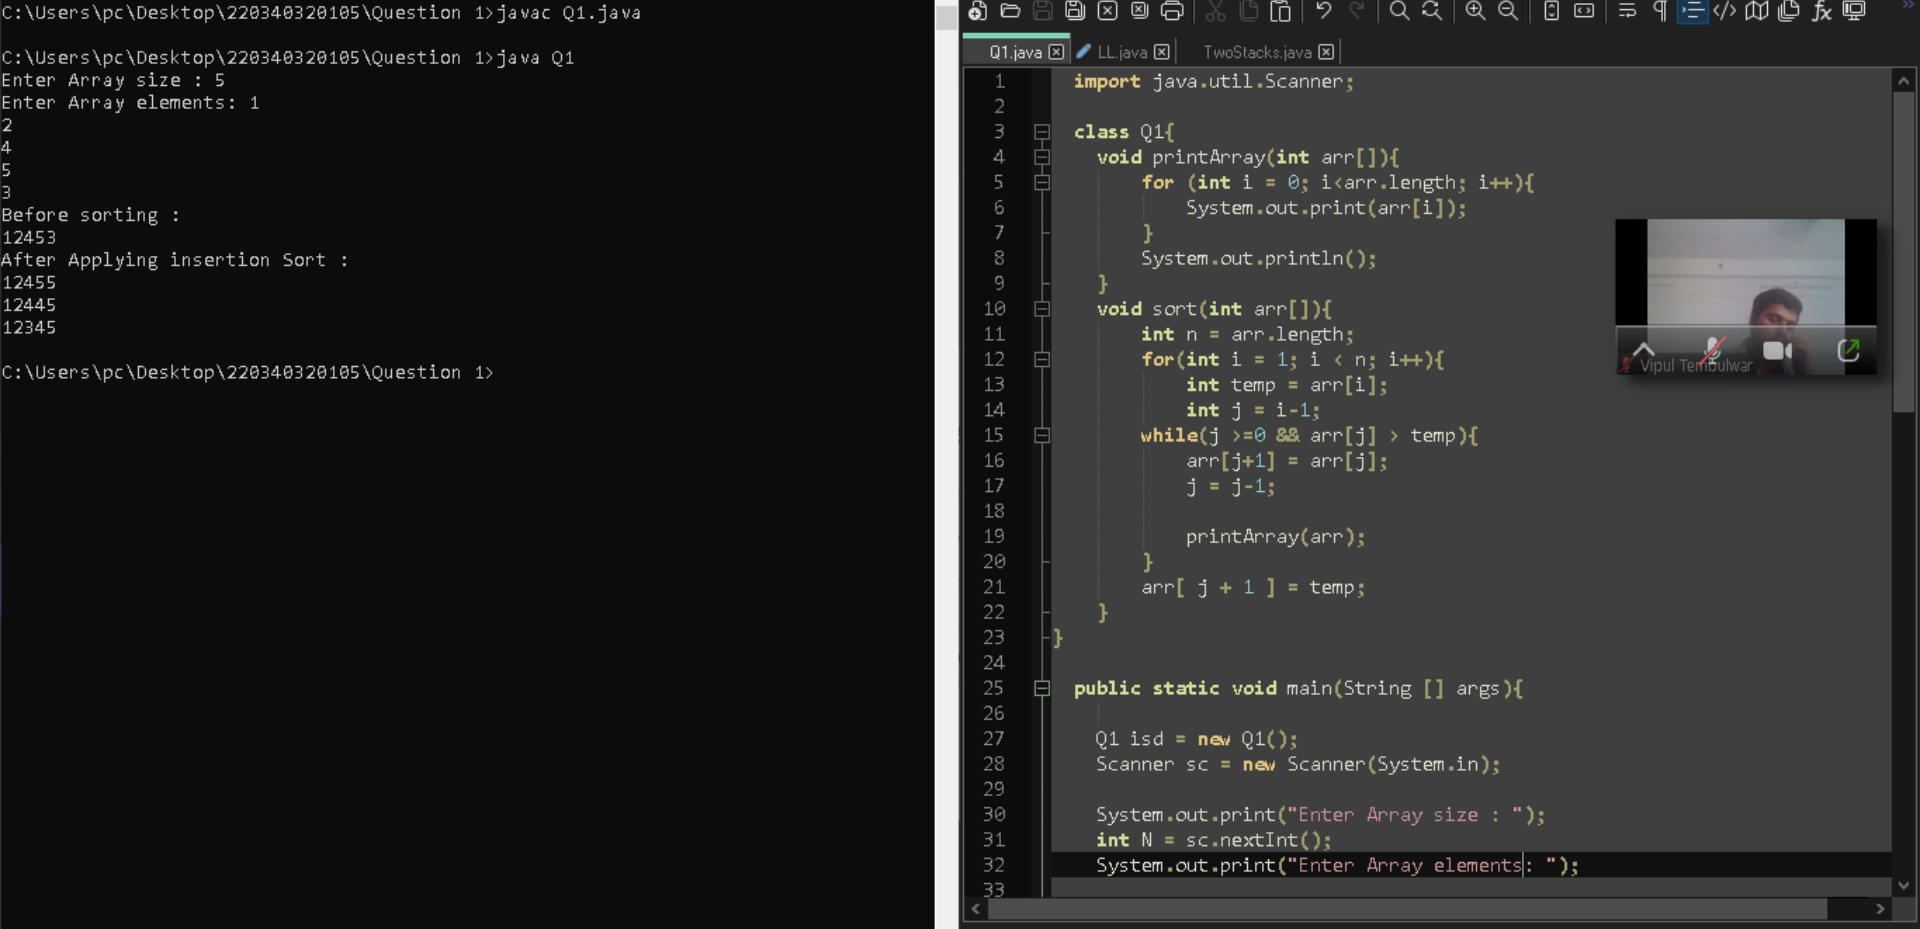 C:\Users\pc\Desktop\220340320105\Question 1>javac Q1.java
C:\Users\pc\Desktop\220340320105\Question 1>java Q1
Enter Array size : 5
Enter Array elements: 1
2
4
5
3
Before sorting :
12453
After Applying insertion Sort :
12455
12445
12345
C:\Users\pc\Desktop\220340320105\Question 1>
Q1.java LL.java TwoStacks.java
1 import java.util.Scanner;
2
3 class Q1{
4 void printArray(int arr[]){
5 for (int i = 0; i<arr.length; i++){
6 System.out.print(arr[i]);
7 }
8 System.out.println();
9 }
10 void sort(int arr[]){
11 int n = arr.length;
12 for(int i = 1; i < n; i++){
13 int temp = arr[i];
14 int j = i-1;
15 while(j >=0 && arr[j] > temp){
16 arr[j+1] = arr[j];
17 j = j-1;
18
19 printArray(arr);
20 }
21 arr[ j + 1 ] = temp;
22 }
23 }
24
25 public static void main(String [] args){
26
27 Q1 isd = new Q1();
28 Scanner sc = new Scanner(System.in);
29
30 System.out.print("Enter Array size : ");
31 int N = sc.nextInt();
32 System.out.print("Enter Array elements: ");
33
Vipul Tembulwar